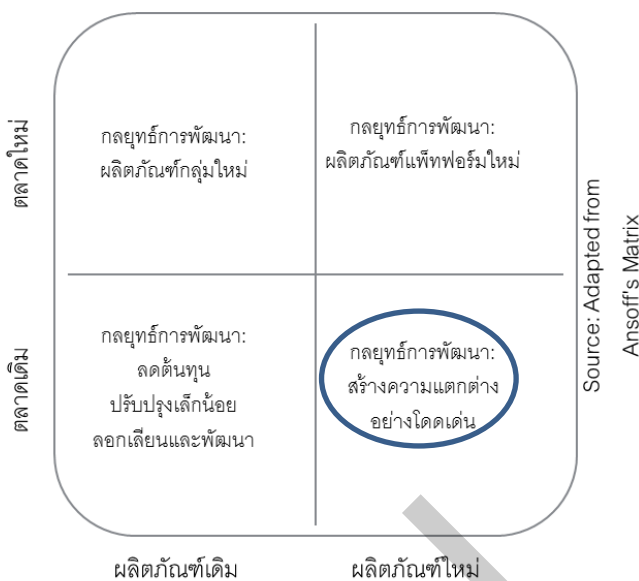 ตลาดใหม่
กลยุทธ์การพัฒนา:
ผลิตภัณฑ์กลุ่มใหม่
กลยุทธ์การพัฒนา:
ผลิตภัณฑ์แพ็ทฟอร์มใหม่
ตลาดเดิม
กลยุทธ์การพัฒนา:
ลดต้นทุน
ปรับปรุงเล็กน้อย
ลอกเลียนและพัฒนา
กลยุทธ์การพัฒนา:
สร้างความแตกต่าง
อย่างโดดเด่น
Source: Adapted from
Ansoff's Matrix
ผลิตภัณฑ์เดิม
ผลิตภัณฑ์ใหม่